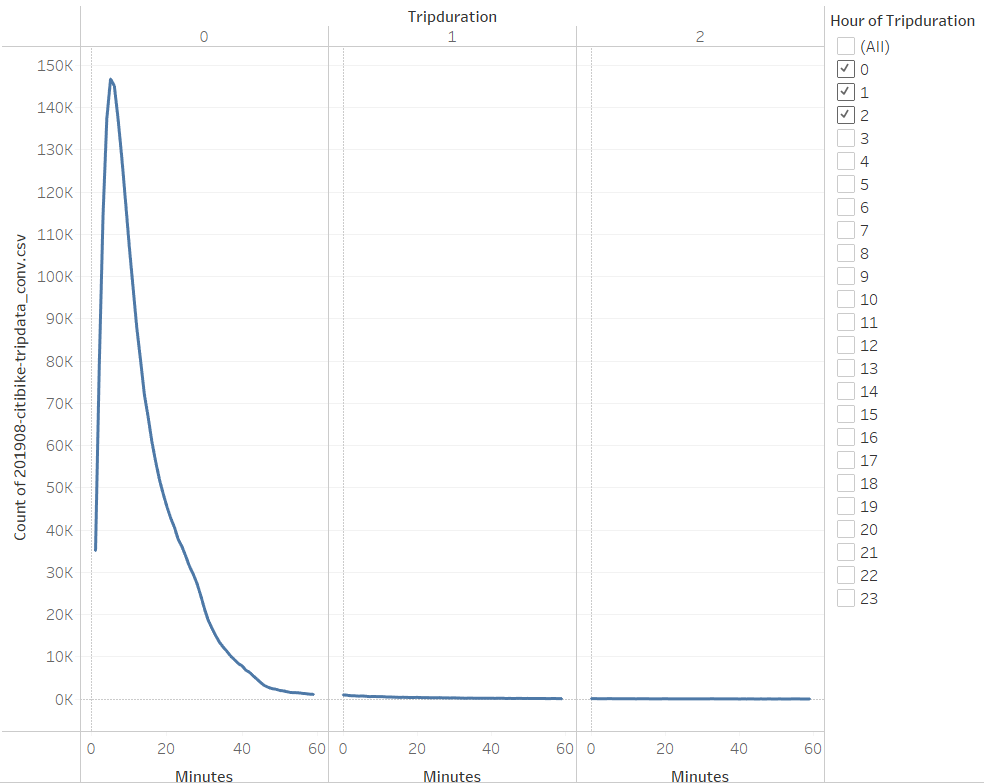 Tripduration
0 1 2
150K
140K
130K
120K
110K
100K
90K
80K
70K
60K
50K
40K
30K
20K
10K
0K
Count of 201908-citibike-tripdata_conv.csv
0 20 40 60 0 20 40 60 0 20 40 60
Minutes Minutes Minutes
Hour of Tripduration
(All)
0
1
2
3
4
5
6
7
8
9
10
11
12
13
14
15
16
17
18
19
20
21
22
23